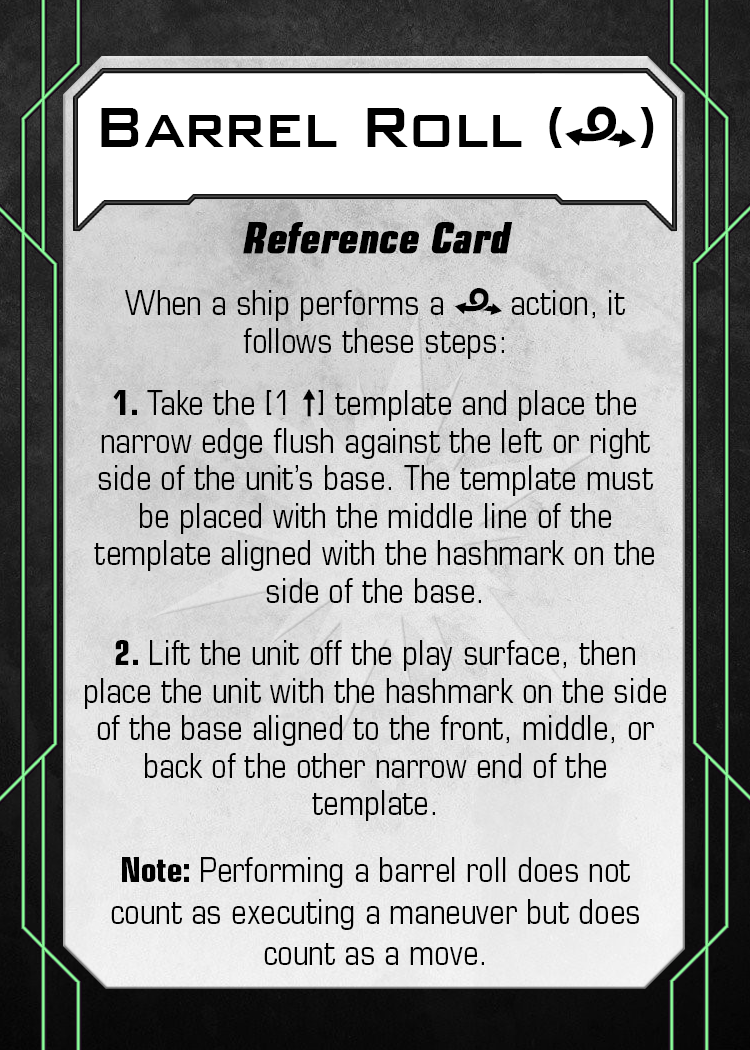 BARREL ROLL ()
Reference Card
When a ship performs a action, it
follows these steps:
1. Take the [1 ↑] template and place the
narrow edge flush against the left or right
side of the unit's base. The template must
be placed with the middle line of the
template aligned with the hashmark on the
side of the base.
2. Lift the unit off the play surface, then
place the unit with the hashmark on the side
of the base aligned to the front, middle, or
back of the other narrow end of the
template.
Note: Performing a barrel roll does not
count as executing a maneuver but does
count as a move.